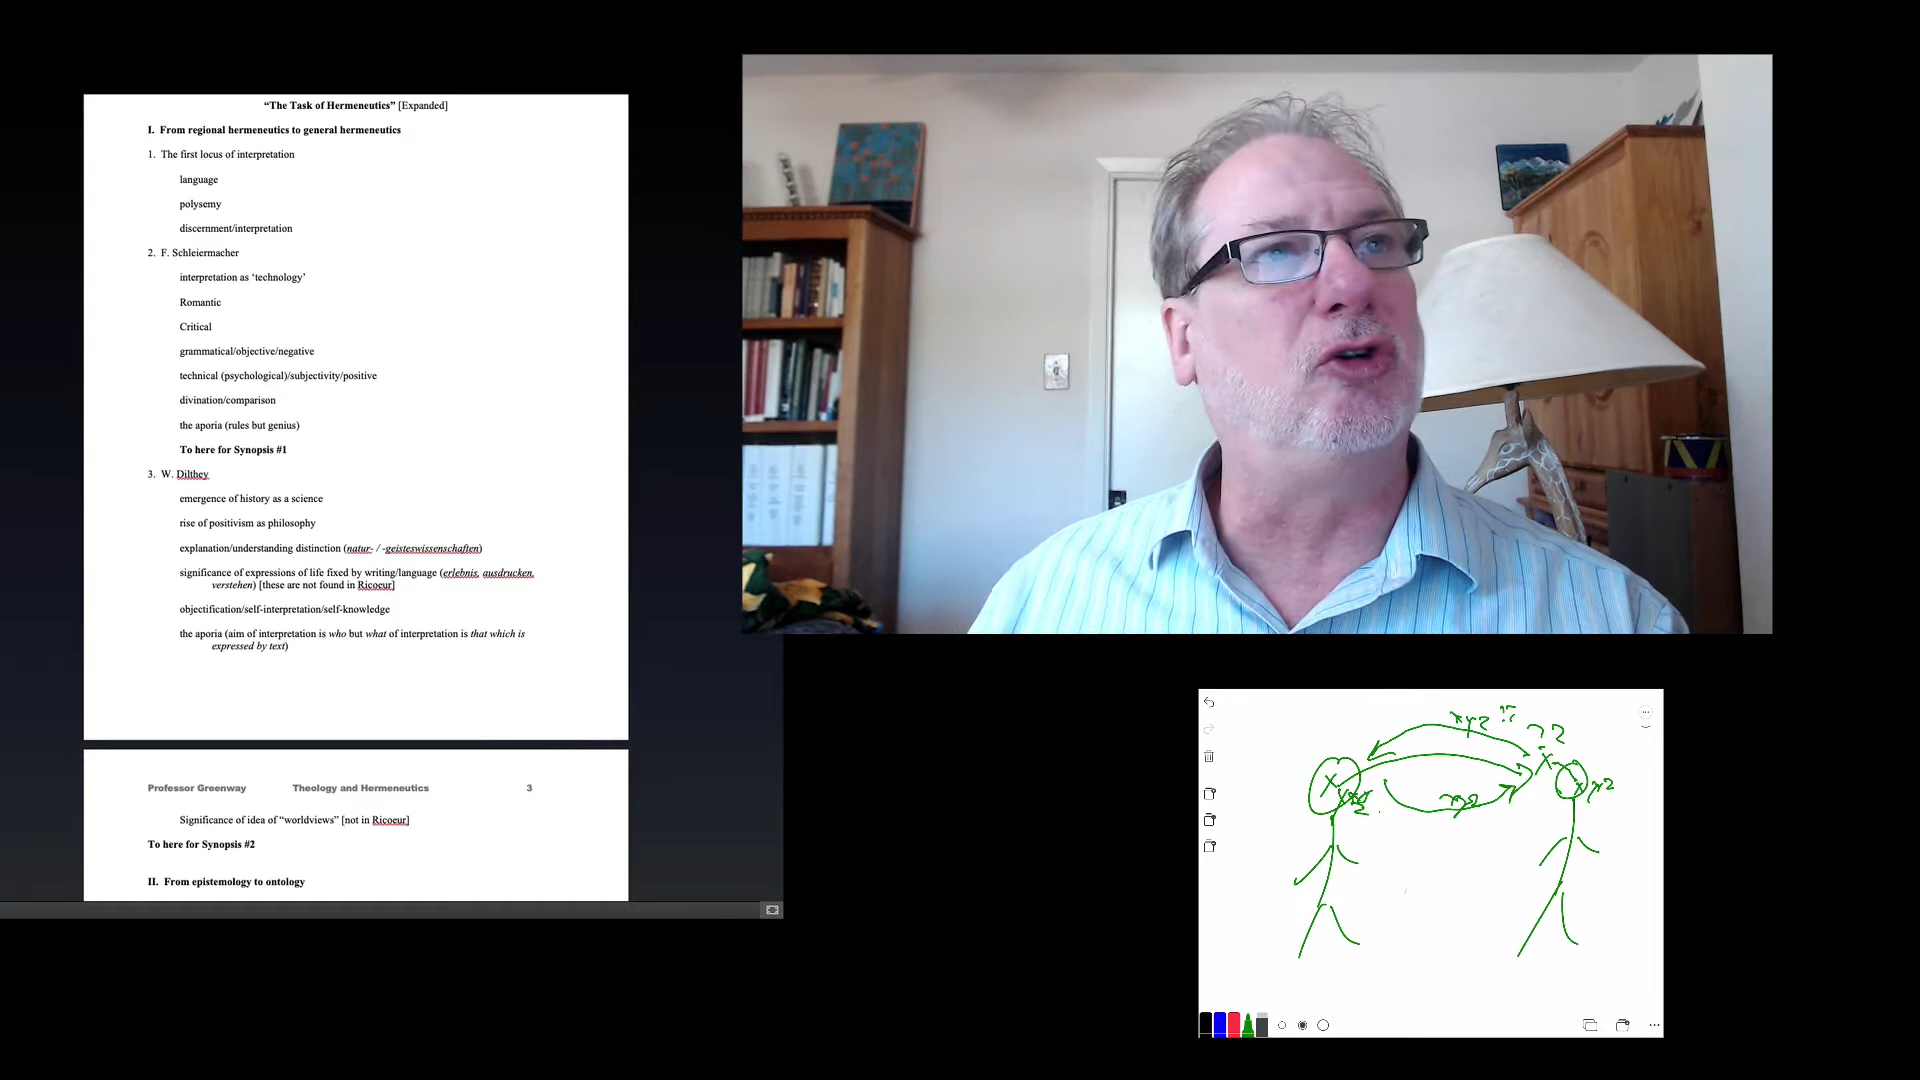 “The Task of Hermeneutics” [Expanded]
I. From regional hermeneutics to general hermeneutics
1. The first locus of interpretation
language
polysemy
discernment/interpretation
2. F. Schleiermacher
interpretation as ‘technology’
Romantic
Critical
grammatical/objective/negative
technical (psychological)/subjectivity/positive
divination/comparison
the aporia (rules but genius)
To here for Synopsis #1
3. W. Dilthey
emergence of history as a science
rise of positivism as philosophy
explanation/understanding distinction (natur- / -geisteswissenschaften)
significance of expressions of life fixed by writing/language (erlebnis, ausdrucken,
verstehen) [these are not found in Ricoeur]
objectification/self-interpretation/self-knowledge
the aporia (aim of interpretation is who but what of interpretation is that which is
expressed by text)
Professor Greenway Theology and Hermeneutics 3
Significance of idea of “worldviews” [not in Ricoeur]
To here for Synopsis #2
II. From epistemology to ontology
xyz !?
??
X
X
xyz
xyz